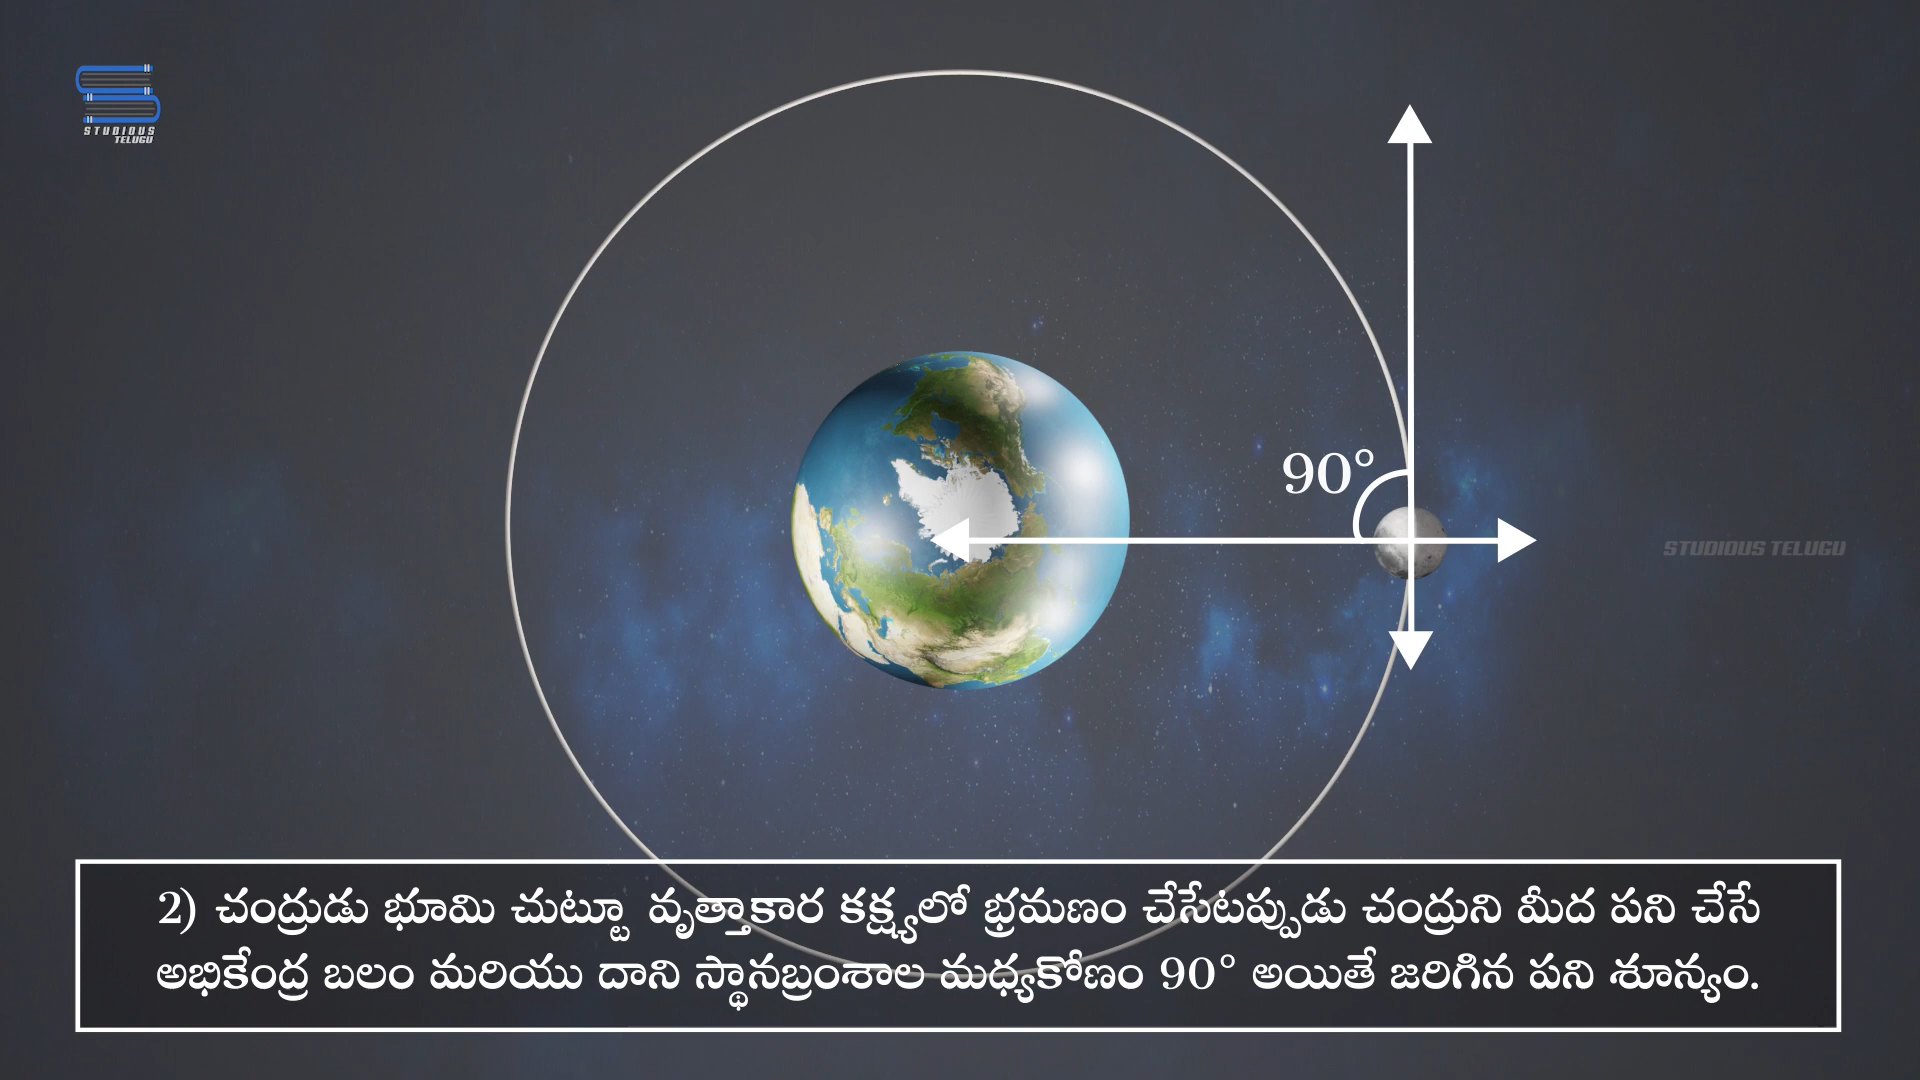 STUDIOUS
TELUGU
90°
STUDIOUS TELUGU
2) చంద్రుడు భూమి చుట్టూ వృత్తాకార కక్ష్యలో భ్రమణం చేసేటప్పుడు చంద్రుని మీద పని చేసే
అభికేంద్ర బలం మరియు దాని స్థానబ్రంశాల మధ్యకోణం 90° అయితే జరిగిన పని శూన్యం.